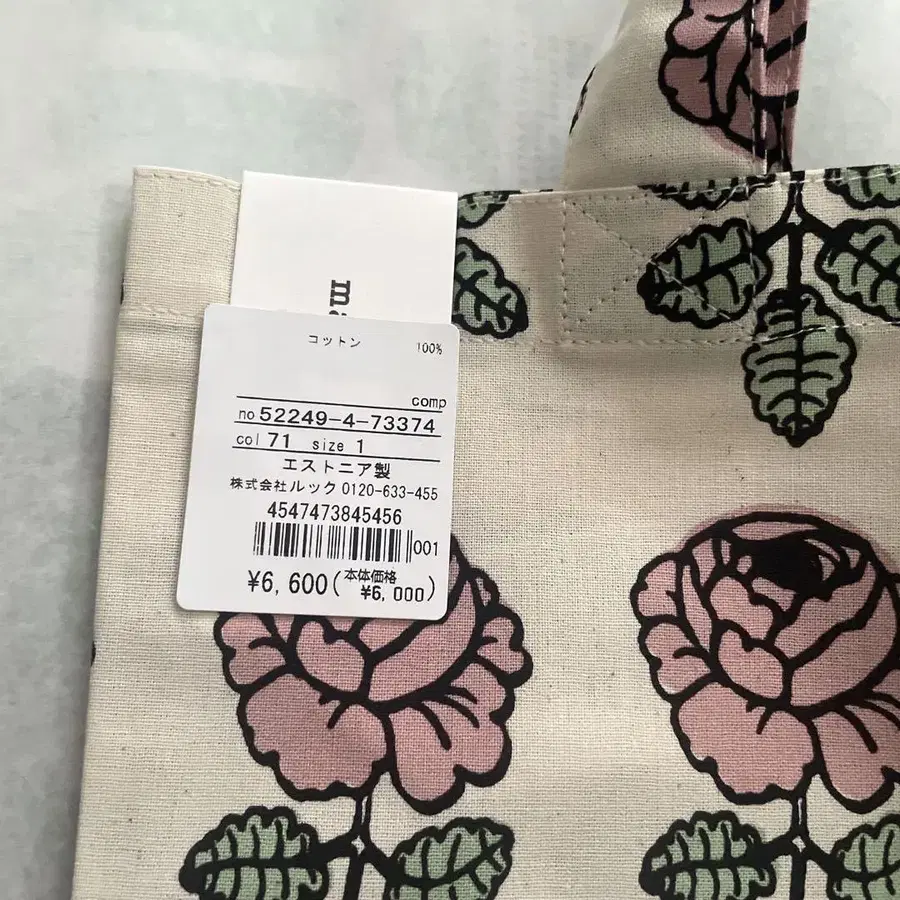 コットン 100%
comp
no 52249-4-73374
col 71 size 1
エストニア製
株式会社ルック 0120-633-455
4547473845456
001
¥6,600(本体価格 ¥6,000)